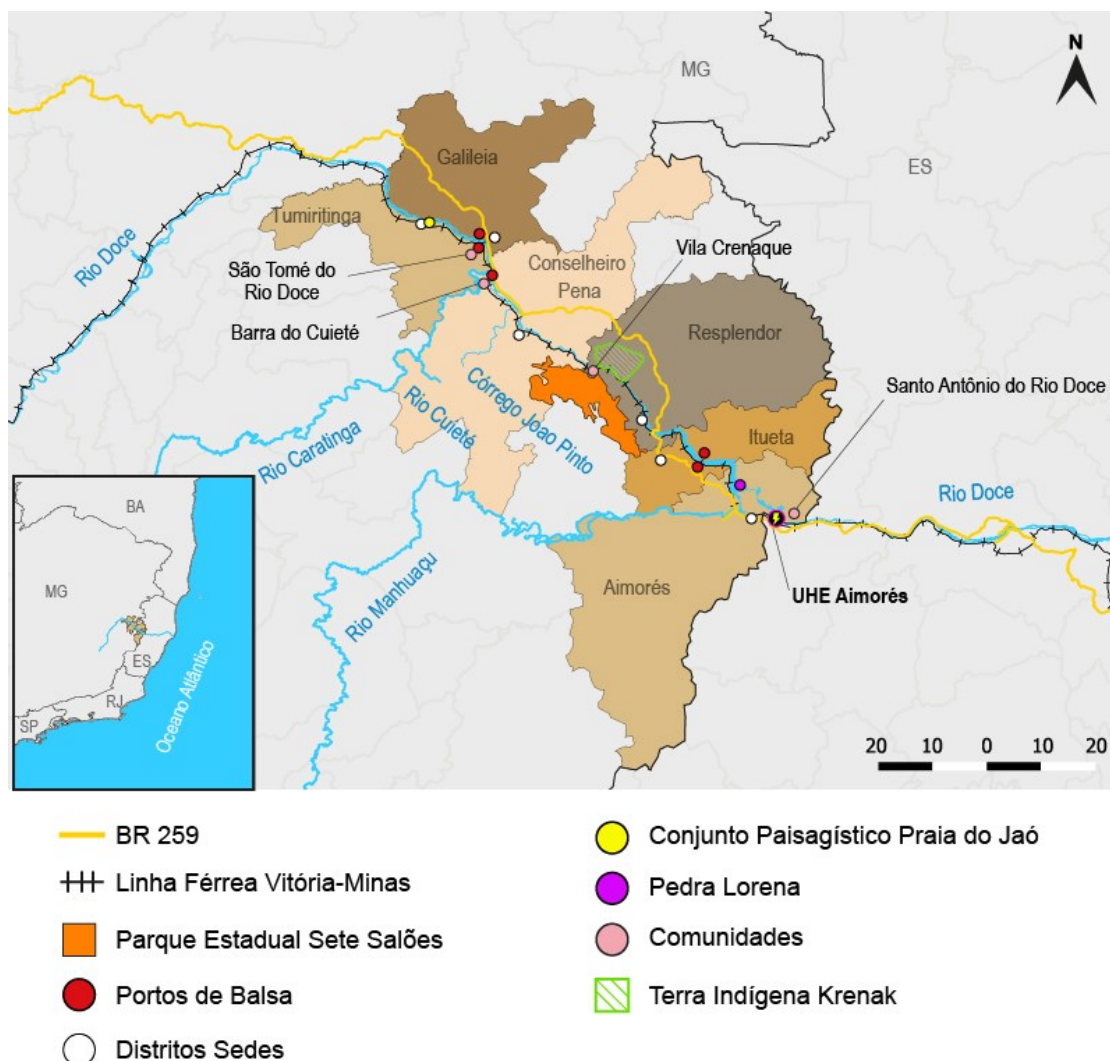 N
MG
ES
Galileia
Tumiritinga
Rio Doce
São Tomé do
Rio Doce
Barra do Cuieté
Conselheiro
Pena
Vila Crenaque
Resplendor
Santo Antônio do Rio Doce
Itueta
Córrego Joao Pinto
Rio Cuieté
Rio Caratinga
Rio Manhuaçu
Rio Doce
Aimorés
UHE Aimorés
20 10 0 10 20
BA
MG
ES
RJ
SP
Oceano Atlântico
BR 259
Linha Férrea Vitória-Minas
Parque Estadual Sete Salões
Portos de Balsa
Distritos Sedes
Conjunto Paisagístico Praia do Jaó
Pedra Lorena
Comunidades
Terra Indígena Krenak